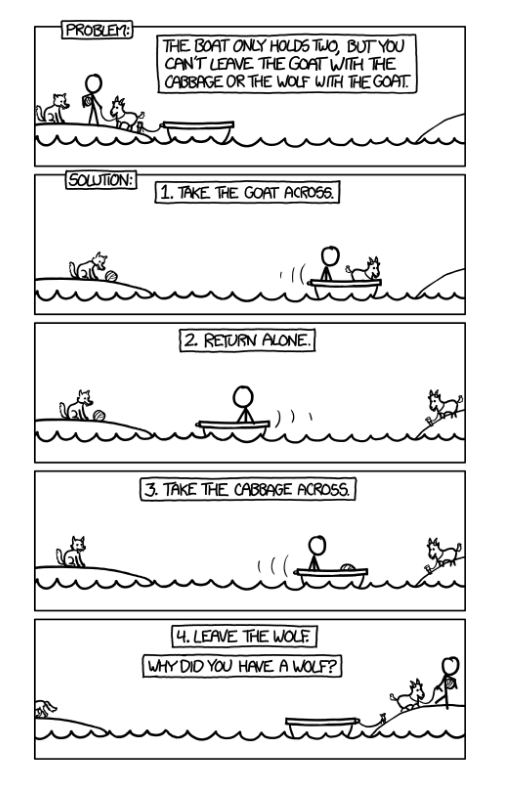 PROBLEM:
THE BOAT ONLY HOLDS TWO, BUT YOU
CAN'T LEAVE THE GOAT WITH THE
CABBAGE OR THE WOLF WITH THE GOAT.
SOLUTION:
1. TAKE THE GOAT ACROSS.
2. RETURN ALONE.
3. TAKE THE CABBAGE ACROSS.
4. LEAVE THE WOLF.
WHY DID YOU HAVE A WOLF?